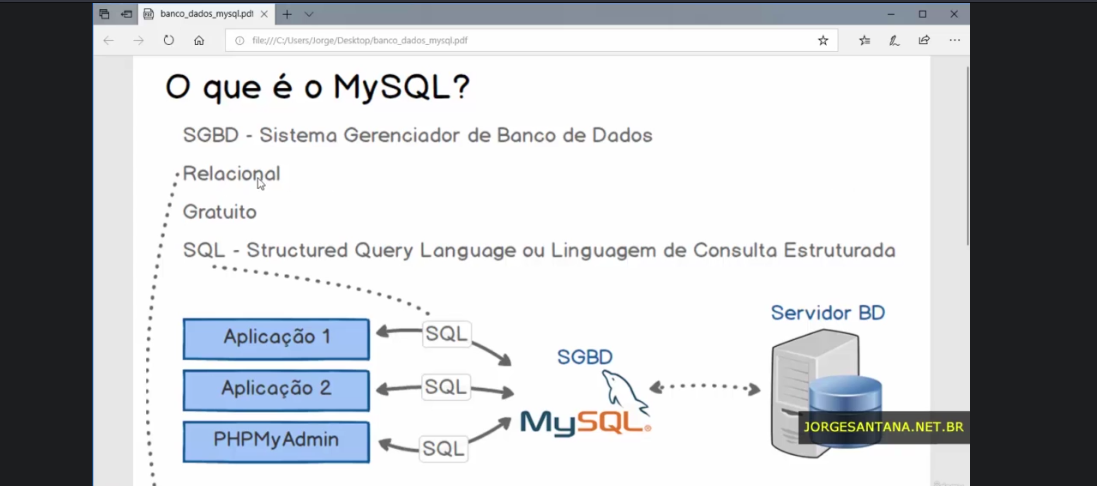 banco_dados_mysql.pdf
file:///C:/Users/Jorge/Desktop/banco_dados_mysql.pdf
O que é o MySQL?
SGBD - Sistema Gerenciador de Banco de Dados
Relacional
Gratuito
SQL - Structured Query Language ou Linguagem de Consulta Estruturada
Servidor BD
Aplicação 1
SQL
SGBD
Aplicação 2
SQL
MySQL®
JORGESANTANA.NET.BR
PHPMyAdmin
SQL